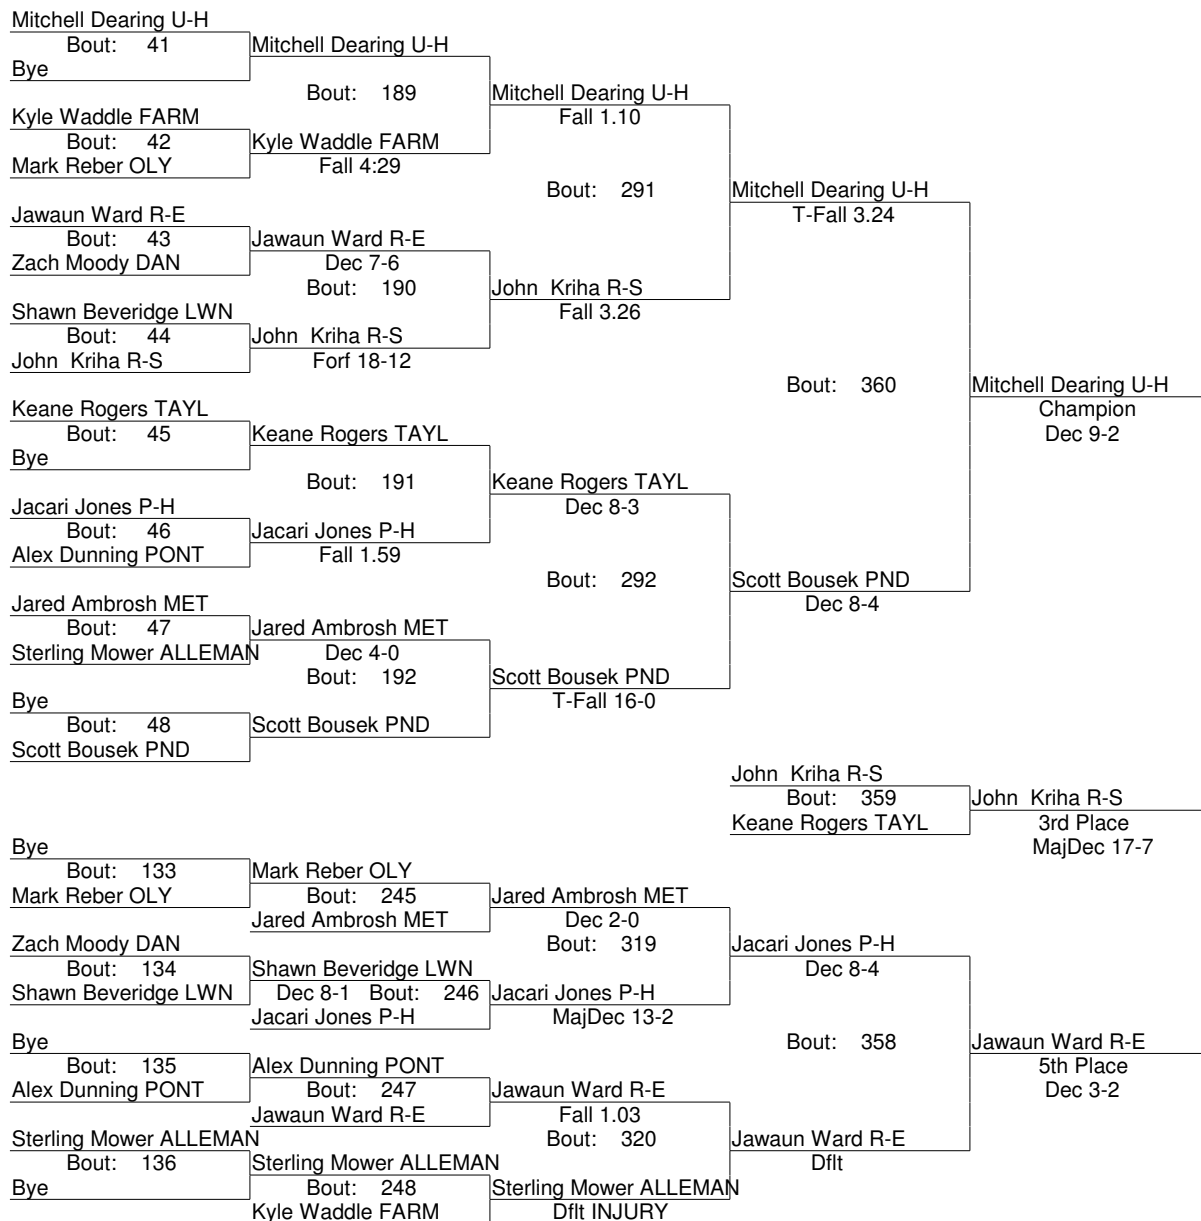 Mitchell Dearing U-H
Bout: 41
Mitchell Dearing U-H
Bye
Bout: 189
Mitchell Dearing U-H
Kyle Waddle FARM
Fall 1.10
Bout: 42
Kyle Waddle FARM
Mark Reber OLY
Fall 4:29
Bout: 291
Mitchell Dearing U-H
Jawaun Ward R-E
T-Fall 3.24
Bout: 43
Jawaun Ward R-E
Zach Moody DAN
Dec 7-6
Bout: 190
John Kriha R-S
Shawn Beveridge LWN
Fall 3.26
Bout: 44
John Kriha R-S
John Kriha R-S
Forf 18-12
Bout: 360
Mitchell Dearing U-H
Keane Rogers TAYL
Champion
Bout: 45
Keane Rogers TAYL
Dec 9-2
Bye
Bout: 191
Keane Rogers TAYL
Jacari Jones P-H
Dec 8-3
Bout: 46
Jacari Jones P-H
Alex Dunning PONT
Fall 1.59
Bout: 292
Scott Bousek PND
Jared Ambrosh MET
Dec 8-4
Bout: 47
Jared Ambrosh MET
Sterling Mower ALLEMAN
Dec 4-0
Bout: 192
Scott Bousek PND
Bye
T-Fall 16-0
Bout: 48
Scott Bousek PND
Scott Bousek PND
John Kriha R-S
Bout: 359
John Kriha R-S
Keane Rogers TAYL
3rd Place
MajDec 17-7
Bye
Bout: 133
Mark Reber OLY
Mark Reber OLY
Bout: 245
Jared Ambrosh MET
Jared Ambrosh MET
Dec 2-0
Zach Moody DAN
Bout: 319
Jacari Jones P-H
Bout: 134
Shawn Beveridge LWN
Dec 8-4
Shawn Beveridge LWN
Dec 8-1 Bout: 246
Jacari Jones P-H
Jacari Jones P-H
MajDec 13-2
Bye
Bout: 358
Jawaun Ward R-E
Bout: 135
Alex Dunning PONT
5th Place
Alex Dunning PONT
Bout: 247
Jawaun Ward R-E
Dec 3-2
Jawaun Ward R-E
Fall 1.03
Sterling Mower ALLEMAN
Bout: 320
Jawaun Ward R-E
Bout: 136
Sterling Mower ALLEMAN
Dflt
Bye
Bout: 248
Sterling Mower ALLEMAN
Kyle Waddle FARM
Dflt INJURY